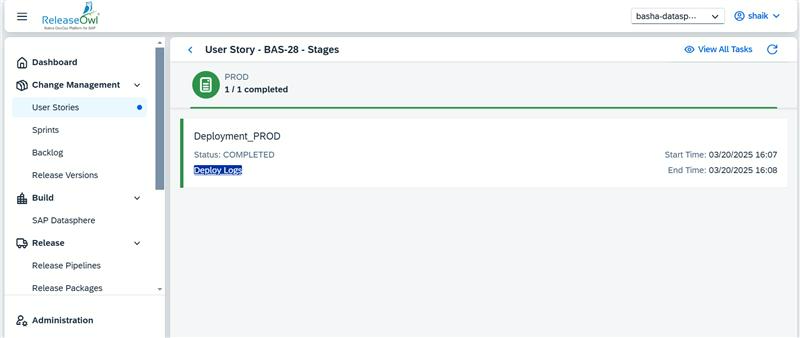 ReleaseOwl
Native DevOps Platform for SAP
basha-datasp...
shaik
Dashboard
Change Management
User Stories
Sprints
Backlog
Release Versions
Build
SAP Datasphere
Release
Release Pipelines
Release Packages
Administration
User Story - BAS-28 - Stages
View All Tasks
PROD
1 / 1 completed
Deployment_PROD
Status: COMPLETED
Start Time: 03/20/2025 16:07
Deploy Logs
End Time: 03/20/2025 16:08